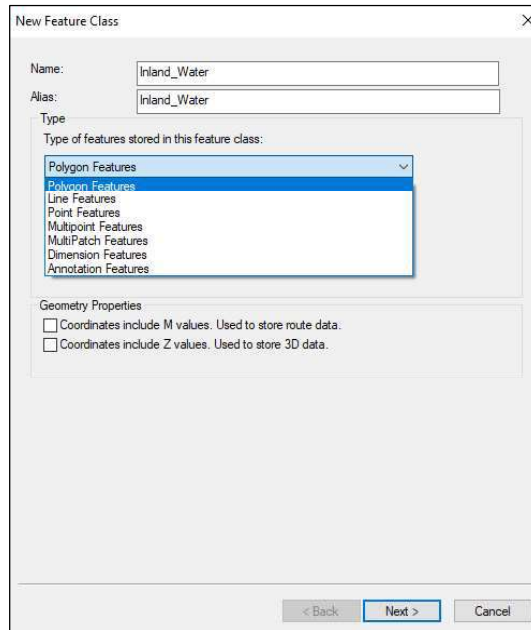 New Feature Class
Name:
Inland_Water
Alias:
Inland_Water
Type
Type of features stored in this feature class:
Polygon Features
Polygon Features
Line Features
Point Features
Multipoint Features
MultiPatch Features
Dimension Features
Annotation Features
Geometry Properties
Coordinates include M values. Used to store route data.
Coordinates include Z values. Used to store 3D data.
< Back
Next >
Cancel